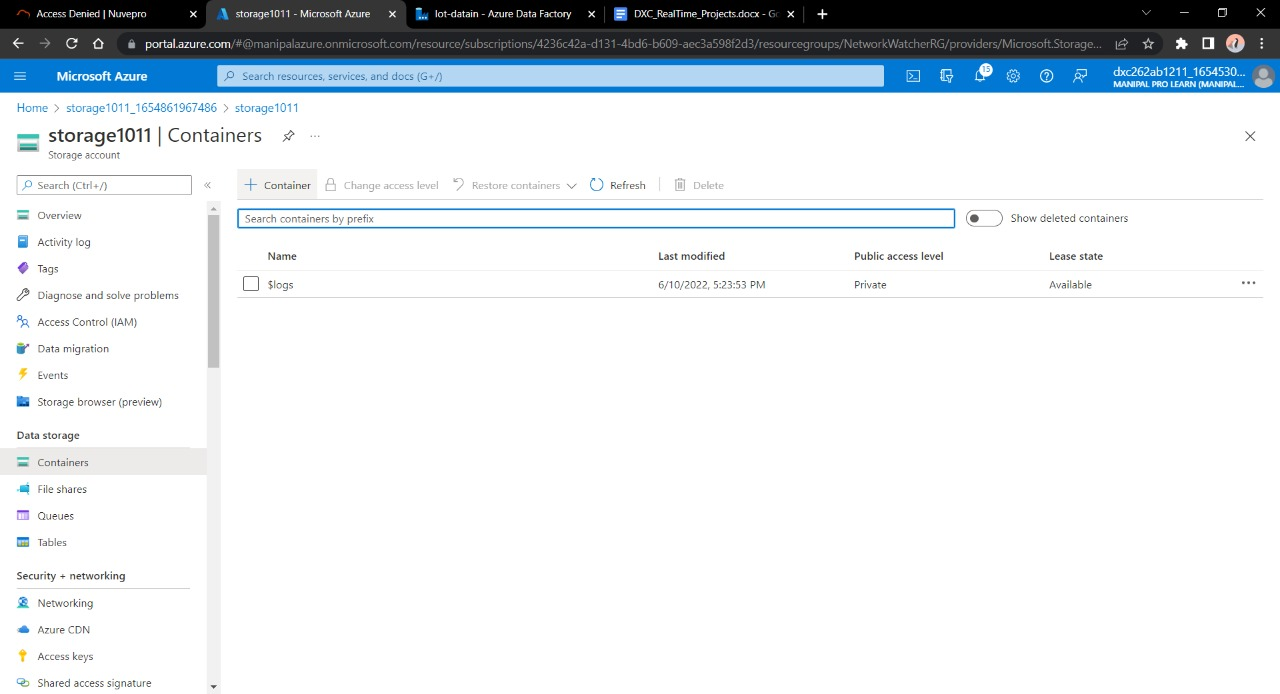 Access Denied | Nuvepro
storage1011 - Microsoft Azure
Iot-datain - Azure Data Factory
DXC_RealTime_Projects.docx - Go
portal.azure.com/#@manipalazure.onmicrosoft.com/resource/subscriptions/4236c42a-d131-4bd6-b609-aec3a598f2d3/resourcegroups/NetworkWatcherRG/providers/Microsoft.Storage...
Microsoft Azure
Search resources, services, and docs (G+/)
15
dxc262ab1211_1654530...
MANIPAL PRO LEARN (MANIPAL...
Home > storage1011_1654861967486 > storage1011
storage1011 | Containers
...
Storage account
Search (Ctrl+/)
«
Container
Change access level
Restore containers
Refresh
Delete
Search containers by prefix
Show deleted containers
Name Last modified Public access level Lease state
$logs 6/10/2022, 5:23:53 PM Private Available ...
Overview
Activity log
Tags
Diagnose and solve problems
Access Control (IAM)
Data migration
Events
Storage browser (preview)
Data storage
Containers
File shares
Queues
Tables
Security + networking
Networking
Azure CDN
Access keys
Shared access signature